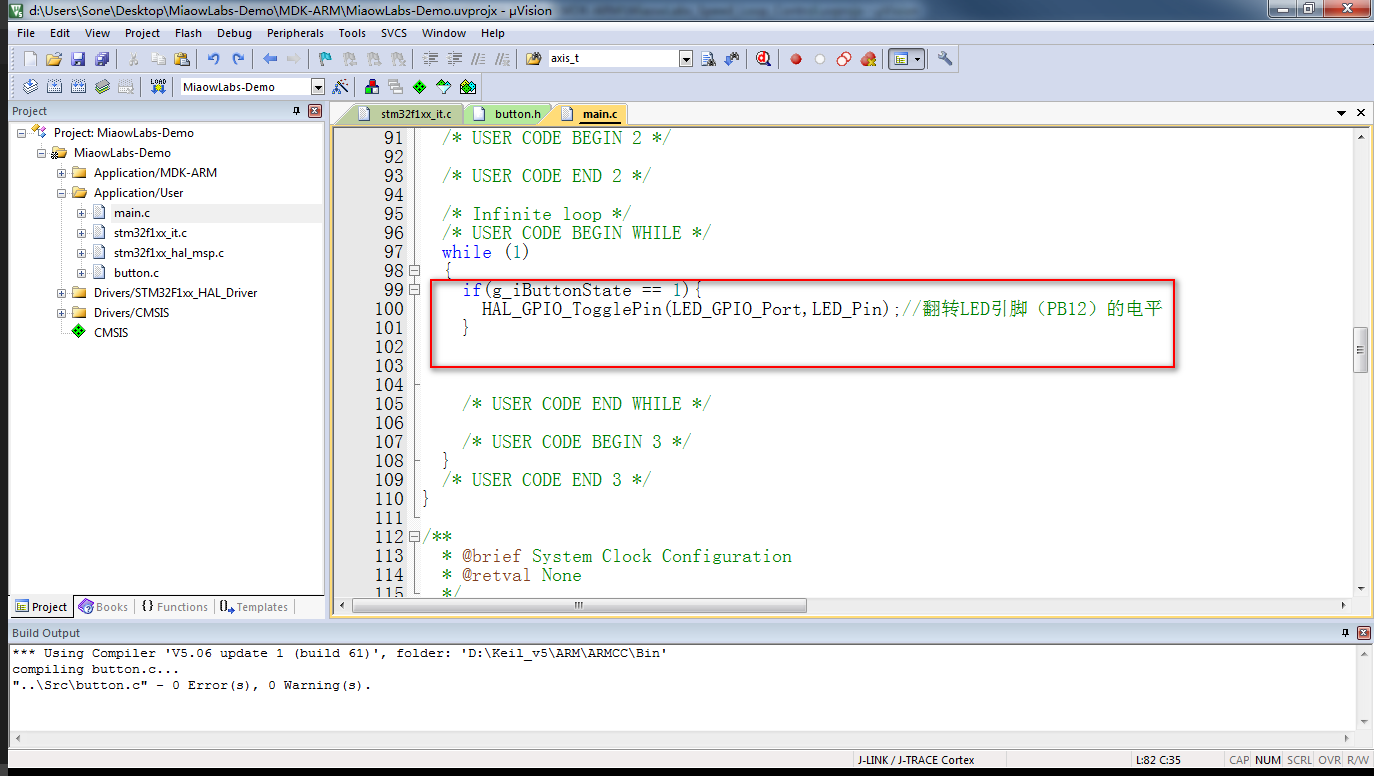 d:\Users\Sone\Desktop\MiaowLabs-Demo\MDK-ARM\MiaowLabs-Demo.uvprojx - µVision
File Edit View Project Flash Debug Peripherals Tools SVCS Window Help
axis_t
LOAD MiaowLabs-Demo
Project
stm32f1xx_it.c button.h main.c
Project: MiaowLabs-Demo
MiaowLabs-Demo
Application/MDK-ARM
Application/User
main.c
stm32f1xx_it.c
stm32f1xx_hal_msp.c
button.c
Drivers/STM32F1xx_HAL_Driver
Drivers/CMSIS
CMSIS
91 /* USER CODE BEGIN 2 */
92
93 /* USER CODE END 2 */
94
95 /* Infinite loop */
96 /* USER CODE BEGIN WHILE */
97 while (1)
98 {
99 if(g_iButtonState == 1){
100 HAL_GPIO_TogglePin(LED_GPIO_Port,LED_Pin);//翻转LED引脚（PB12）的电平
101 }
102
103
104
105 /* USER CODE END WHILE */
106
107 /* USER CODE BEGIN 3 */
108 }
109 /* USER CODE END 3 */
110 }
111
112 /**
113 * @brief System Clock Configuration
114 * @retval None
115 */
Project Books {} Functions Templates
Build Output
*** Using Compiler 'V5.06 update 1 (build 61)', folder: 'D:\Keil_v5\ARM\ARMCC\Bin'
compiling button.c...
"..\Src\button.c" - 0 Error(s), 0 Warning(s).
J-LINK / J-TRACE Cortex L:82 C:35 CAP NUM SCRL OVR R/W